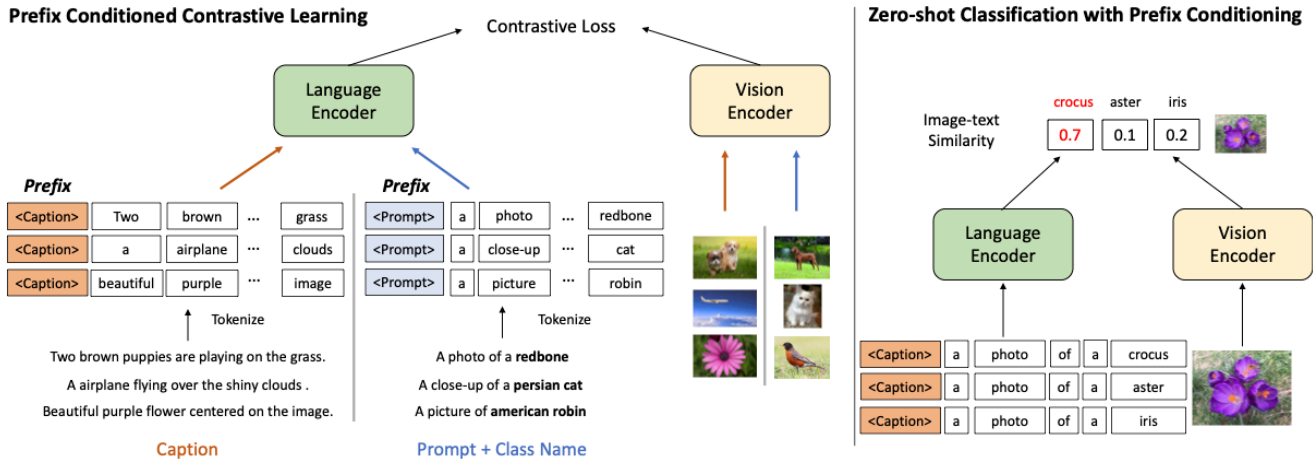 Prefix Conditioned Contrastive Learning
Contrastive Loss
Language
Encoder
Vision
Encoder
Prefix
<Caption> Two brown ... grass
<Caption> a airplane ... clouds
<Caption> beautiful purple ... image
Tokenize
Two brown puppies are playing on the grass.
A airplane flying over the shiny clouds .
Beautiful purple flower centered on the image.
Caption
Prefix
<Prompt> a photo ... redbone
<Prompt> a close-up ... cat
<Prompt> a picture ... robin
Tokenize
A photo of a redbone
A close-up of a persian cat
A picture of american robin
Prompt + Class Name
Zero-shot Classification with Prefix Conditioning
crocus aster iris
Image-text
Similarity
0.7 0.1 0.2
Language
Encoder
Vision
Encoder
<Caption> a photo of a crocus
<Caption> a photo of a aster
<Caption> a photo of a iris